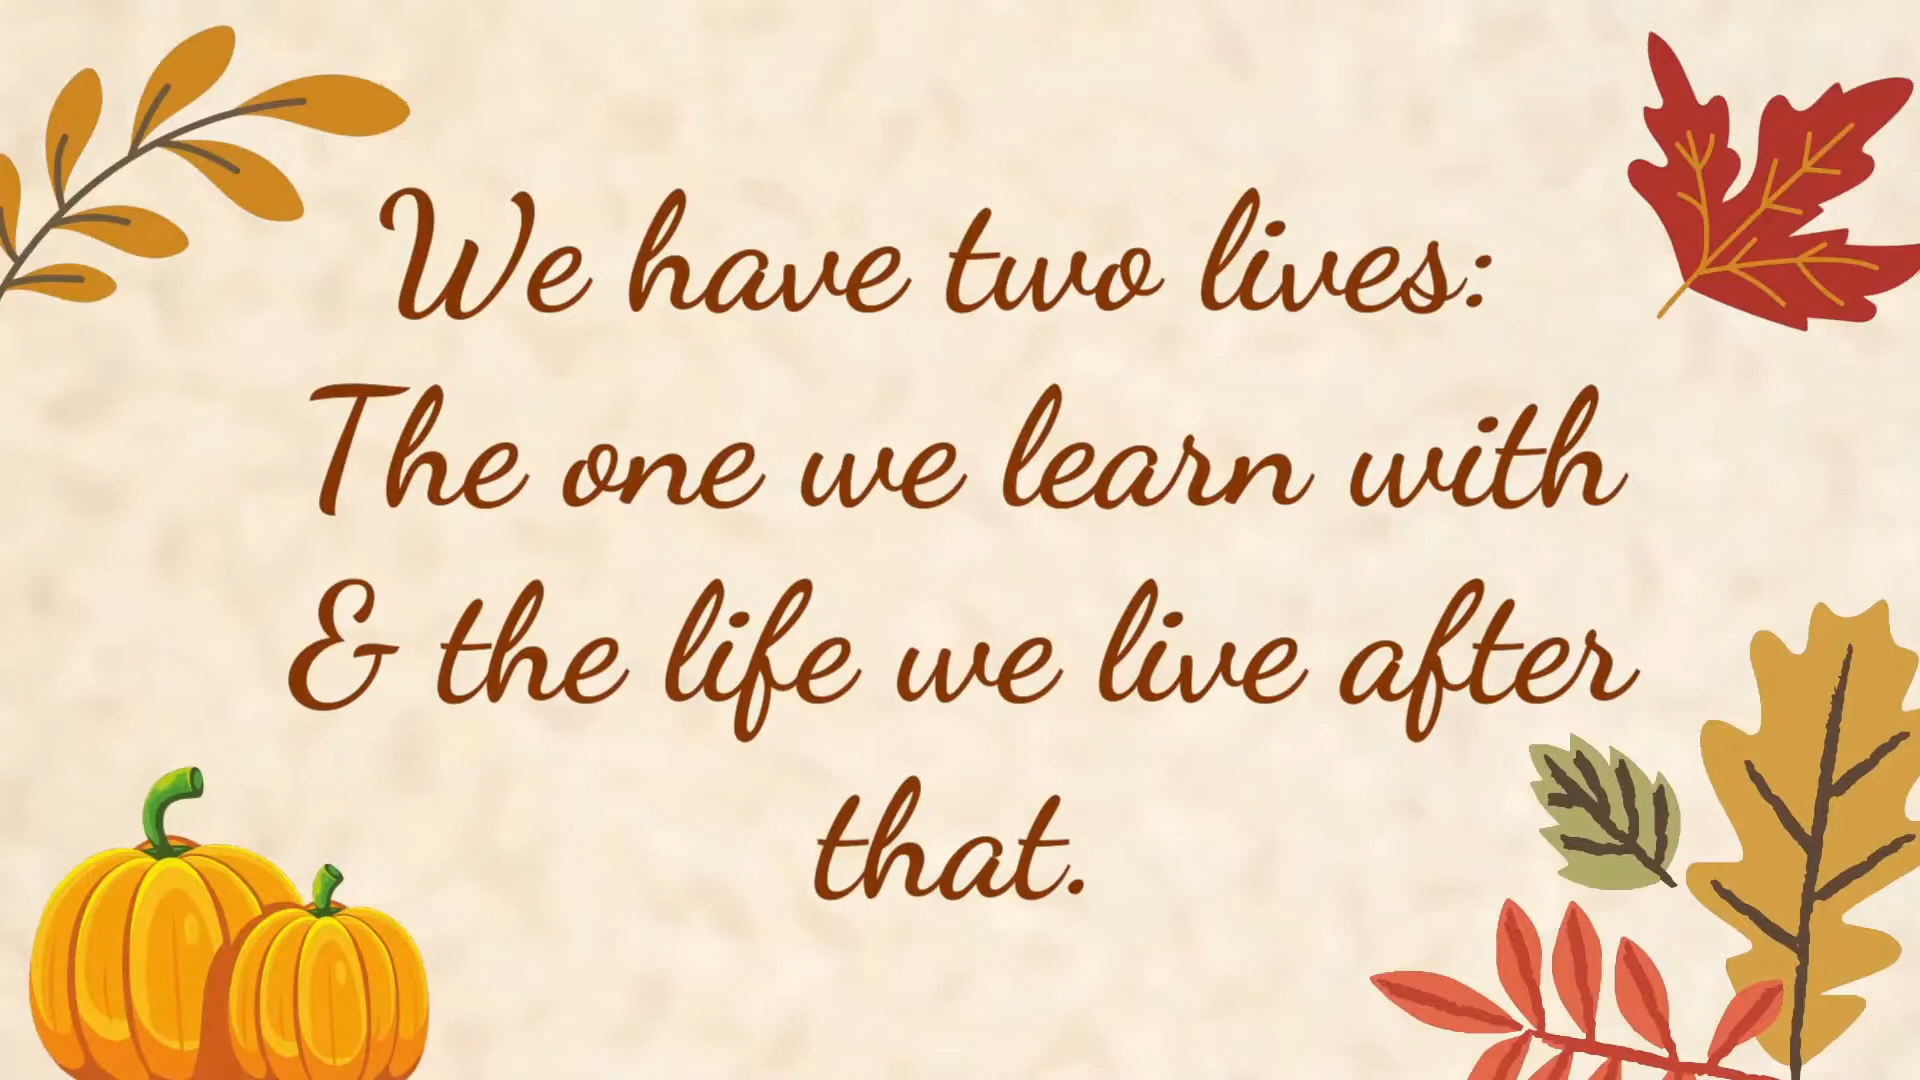 We have two lives:
The one we learn with
& the life we live after
that.